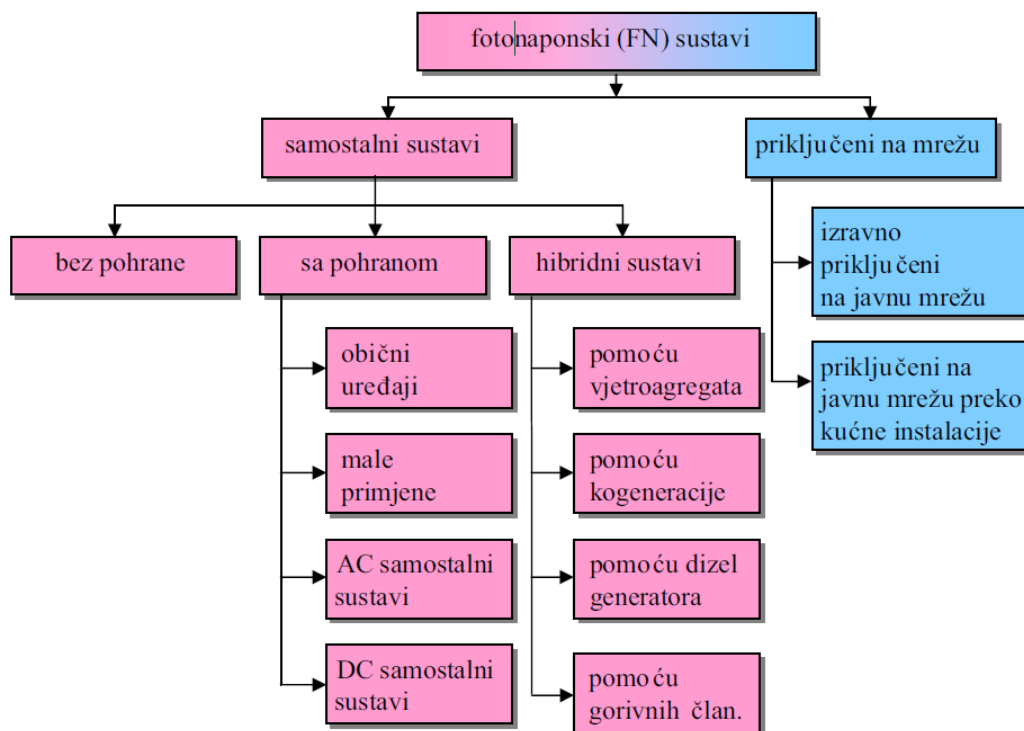 fotonaponski (FN) sustavi
samostalni sustavi
priključeni na mrežu
bez pohrane
sa pohranom
hibridni sustavi
izravno
priključeni
na javnu mrežu
priključeni na
javnu mrežu preko
kućne instalacije
obični
uređaji
male
primjene
AC samostalni
sustavi
DC samostalni
sustavi
pomoću
vjetroagregata
pomoću
kogeneracije
pomoću dizel
generatora
pomoću
gorivnih član.